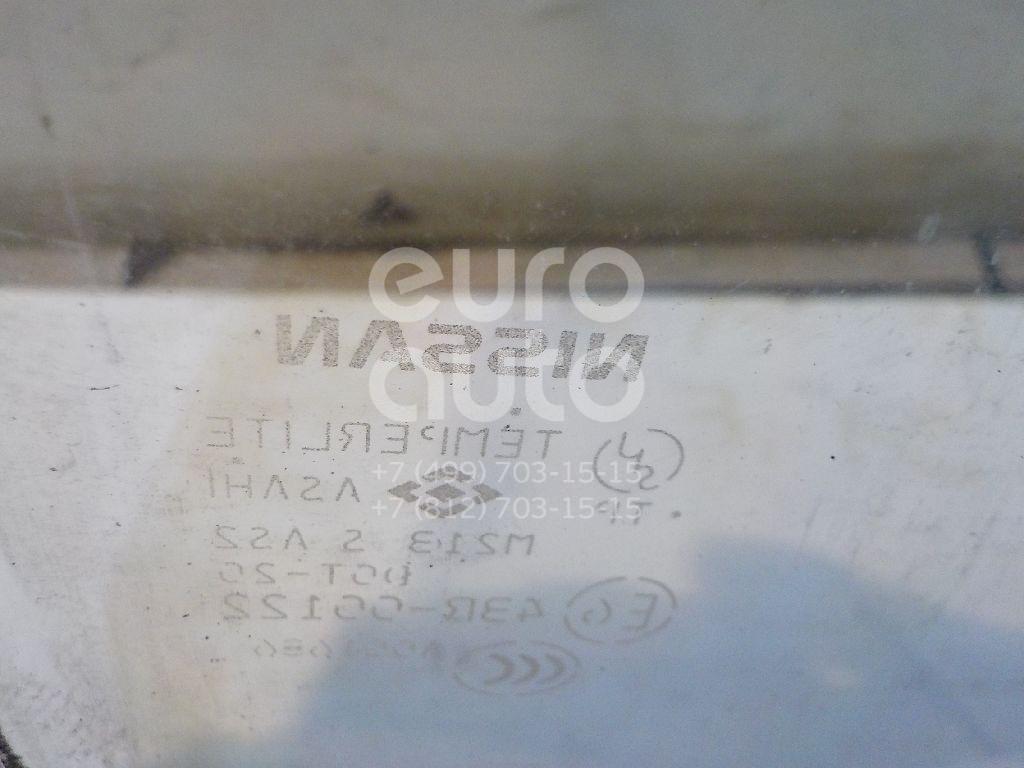 euro
auto
+7 (499) 703-15-15
+7 (812) 703-15-15
NISSAN
TEMPERLITE
ASAHI
M213 S AS2
DOT-20
E6 43R-00122